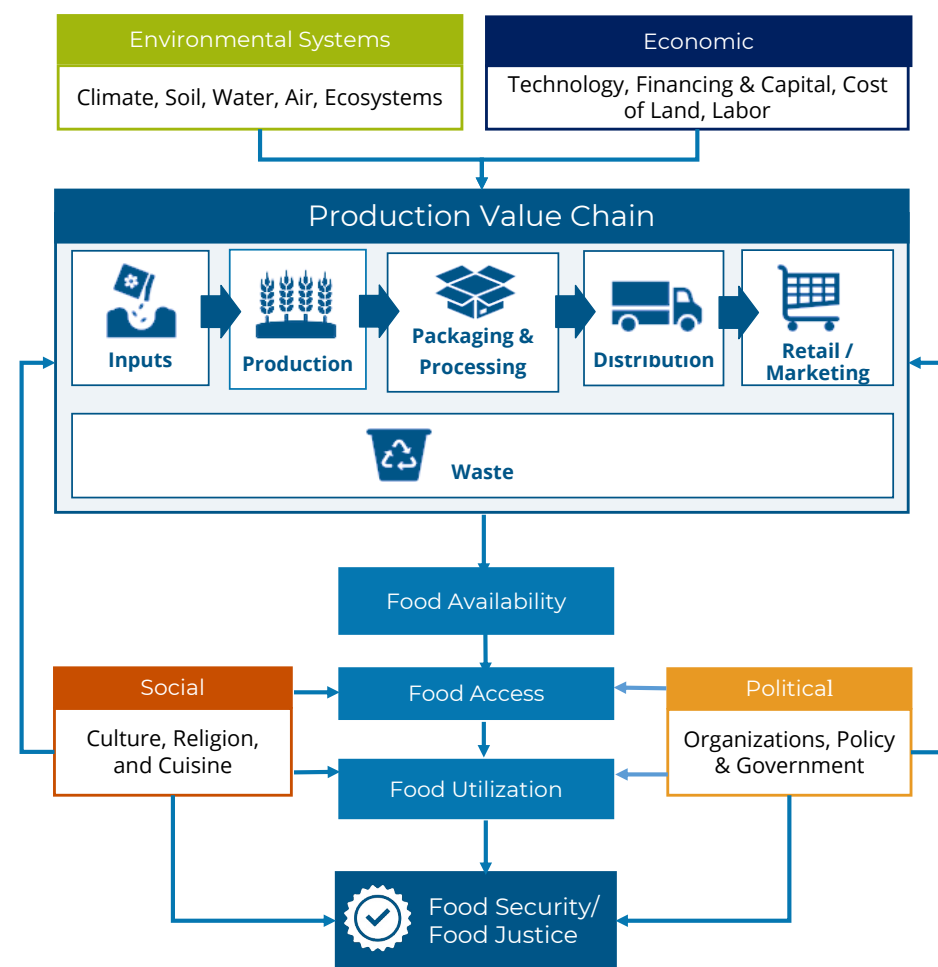 Environmental Systems
Climate, Soil, Water, Air, Ecosystems
Economic
Technology, Financing & Capital, Cost
of Land, Labor
Production Value Chain
Inputs
Production
Packaging &
Processing
Distribution
Retail /
Marketing
Waste
Food Availability
Social
Culture, Religion,
and Cuisine
Food Access
Political
Organizations, Policy
& Government
Food Utilization
Food Security/
Food Justice